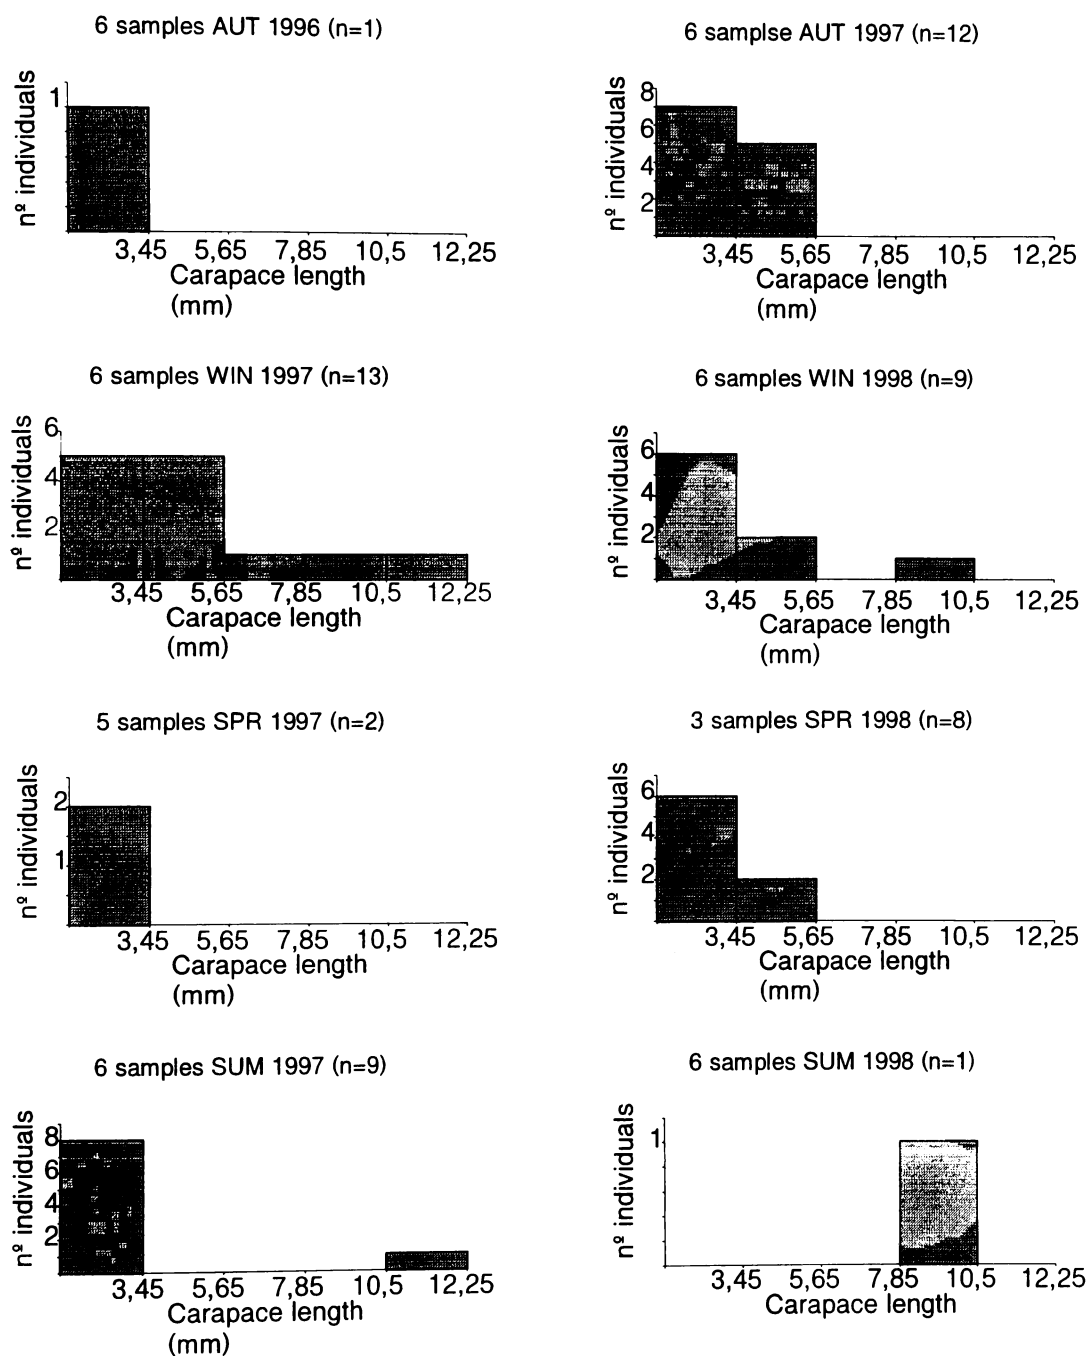 6 samples AUT 1996 (n=1)
nº individuals
1
3,45 5,65 7,85 10,5 12,25
Carapace length
(mm)
6 samplse AUT 1997 (n=12)
nº individuals
8
6
4
2
3,45 5,65 7,85 10,5 12,25
Carapace length
(mm)
6 samples WIN 1997 (n=13)
nº individuals
6
4
2
3,45 5,65 7,85 10,5 12,25
Carapace length
(mm)
6 samples WIN 1998 (n=9)
nº individuals
6
4
2
3,45 5,65 7,85 10,5 12,25
Carapace length
(mm)
5 samples SPR 1997 (n=2)
nº individuals
2
1
3,45 5,65 7,85 10,5 12,25
Carapace length
(mm)
3 samples SPR 1998 (n=8)
nº individuals
6
4
2
3,45 5,65 7,85 10,5 12,25
Carapace length
(mm)
6 samples SUM 1997 (n=9)
nº individuals
8
6
4
2
3,45 5,65 7,85 10,5 12,25
Carapace length
(mm)
6 samples SUM 1998 (n=1)
nº individuals
1
3,45 5,65 7,85 10,5 12,25
Carapace length